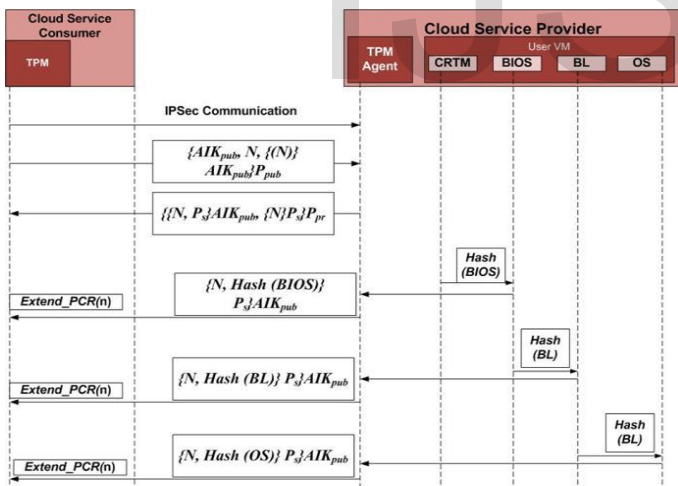 Cloud Service
Consumer
TPM
Cloud Service Provider
TPM
Agent
User VM
CRTM
BIOS
BL
OS
IPSec Communication
{AIKpub, N, {(N)}
AIKpub}Ppub
{{N, Ps}AIKpub, {N}Ps}Ppr
Hash
(BIOS)
{N, Hash (BIOS)}
Ps}AIKpub
Extend_PCR(n)
Hash
(BL)
{N, Hash (BL)} Ps}AIKpub
Extend_PCR(n)
Hash
(BL)
{N, Hash (OS)} Ps}AIKpub
Extend_PCR(n)